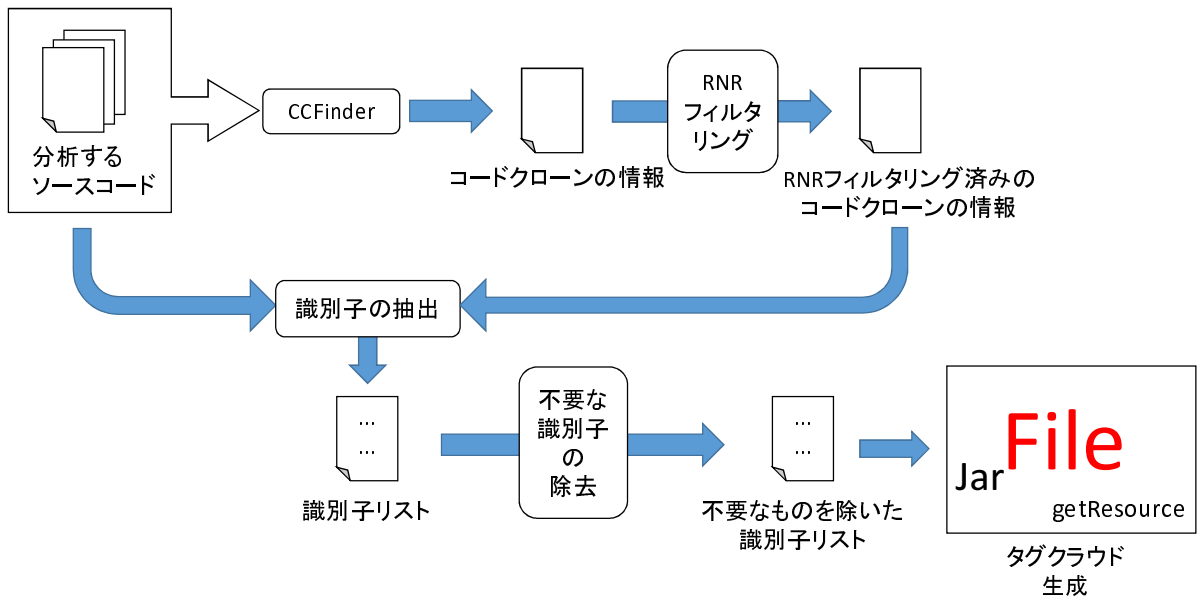 分析する
ソースコード
CCFinder
コードクローンの情報
RNR
フィルタ
リング
RNRフィルタリング済みの
コードクローンの情報
識別子の抽出
...
...
識別子リスト
不要な
識別子
の
除去
...
...
不要なものを除いた
識別子リスト
File
Jar
getResource
タグクラウド
生成